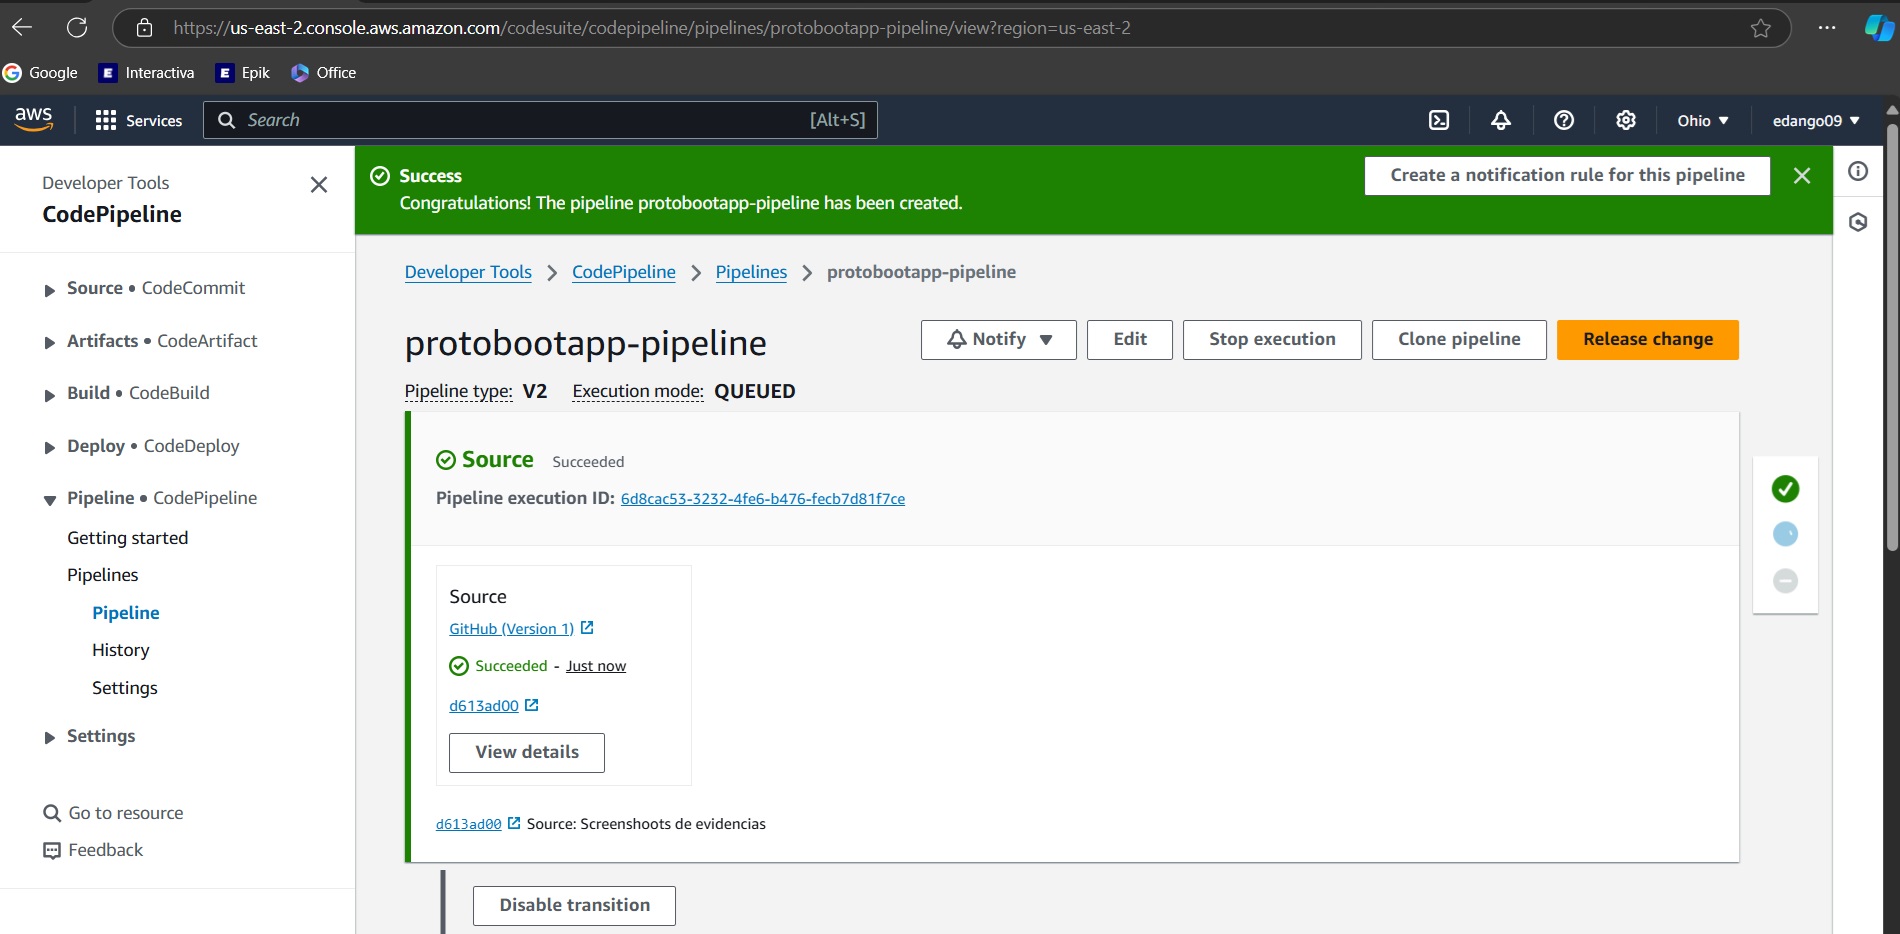 https://us-east-2.console.aws.amazon.com/codesuite/codepipeline/pipelines/protobootapp-pipeline/view?region=us-east-2
Google Interactiva Epik Office
aws Services Search [Alt+S] Ohio edango09
Developer Tools
CodePipeline
Source • CodeCommit
Artifacts • CodeArtifact
Build • CodeBuild
Deploy • CodeDeploy
Pipeline • CodePipeline
Getting started
Pipelines
Pipeline
History
Settings
Settings
Go to resource
Feedback
Success
Congratulations! The pipeline protobootapp-pipeline has been created.
Create a notification rule for this pipeline
Developer Tools > CodePipeline > Pipelines > protobootapp-pipeline
protobootapp-pipeline
Notify Edit Stop execution Clone pipeline Release change
Pipeline type: V2 Execution mode: QUEUED
Source Succeeded
Pipeline execution ID: 6d8cac53-3232-4fe6-b476-fecb7d81f7ce
Source
GitHub (Version 1)
Succeeded - Just now
d613ad00
View details
d613ad00 Source: Screenshoots de evidencias
Disable transition